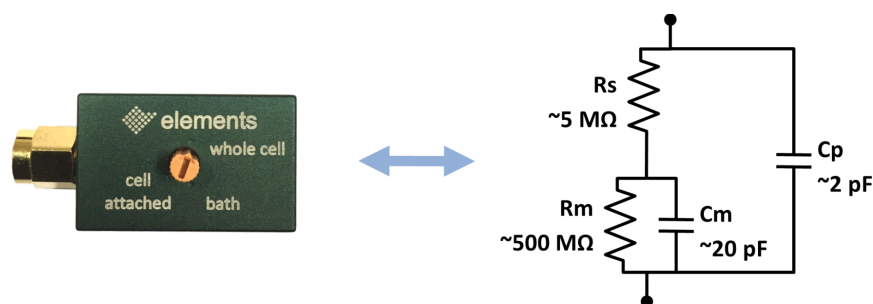 elements
whole cell
cell
attached
bath
Rs
~5 MΩ
Rm
~500 MΩ
Cm
~20 pF
Cp
~2 pF